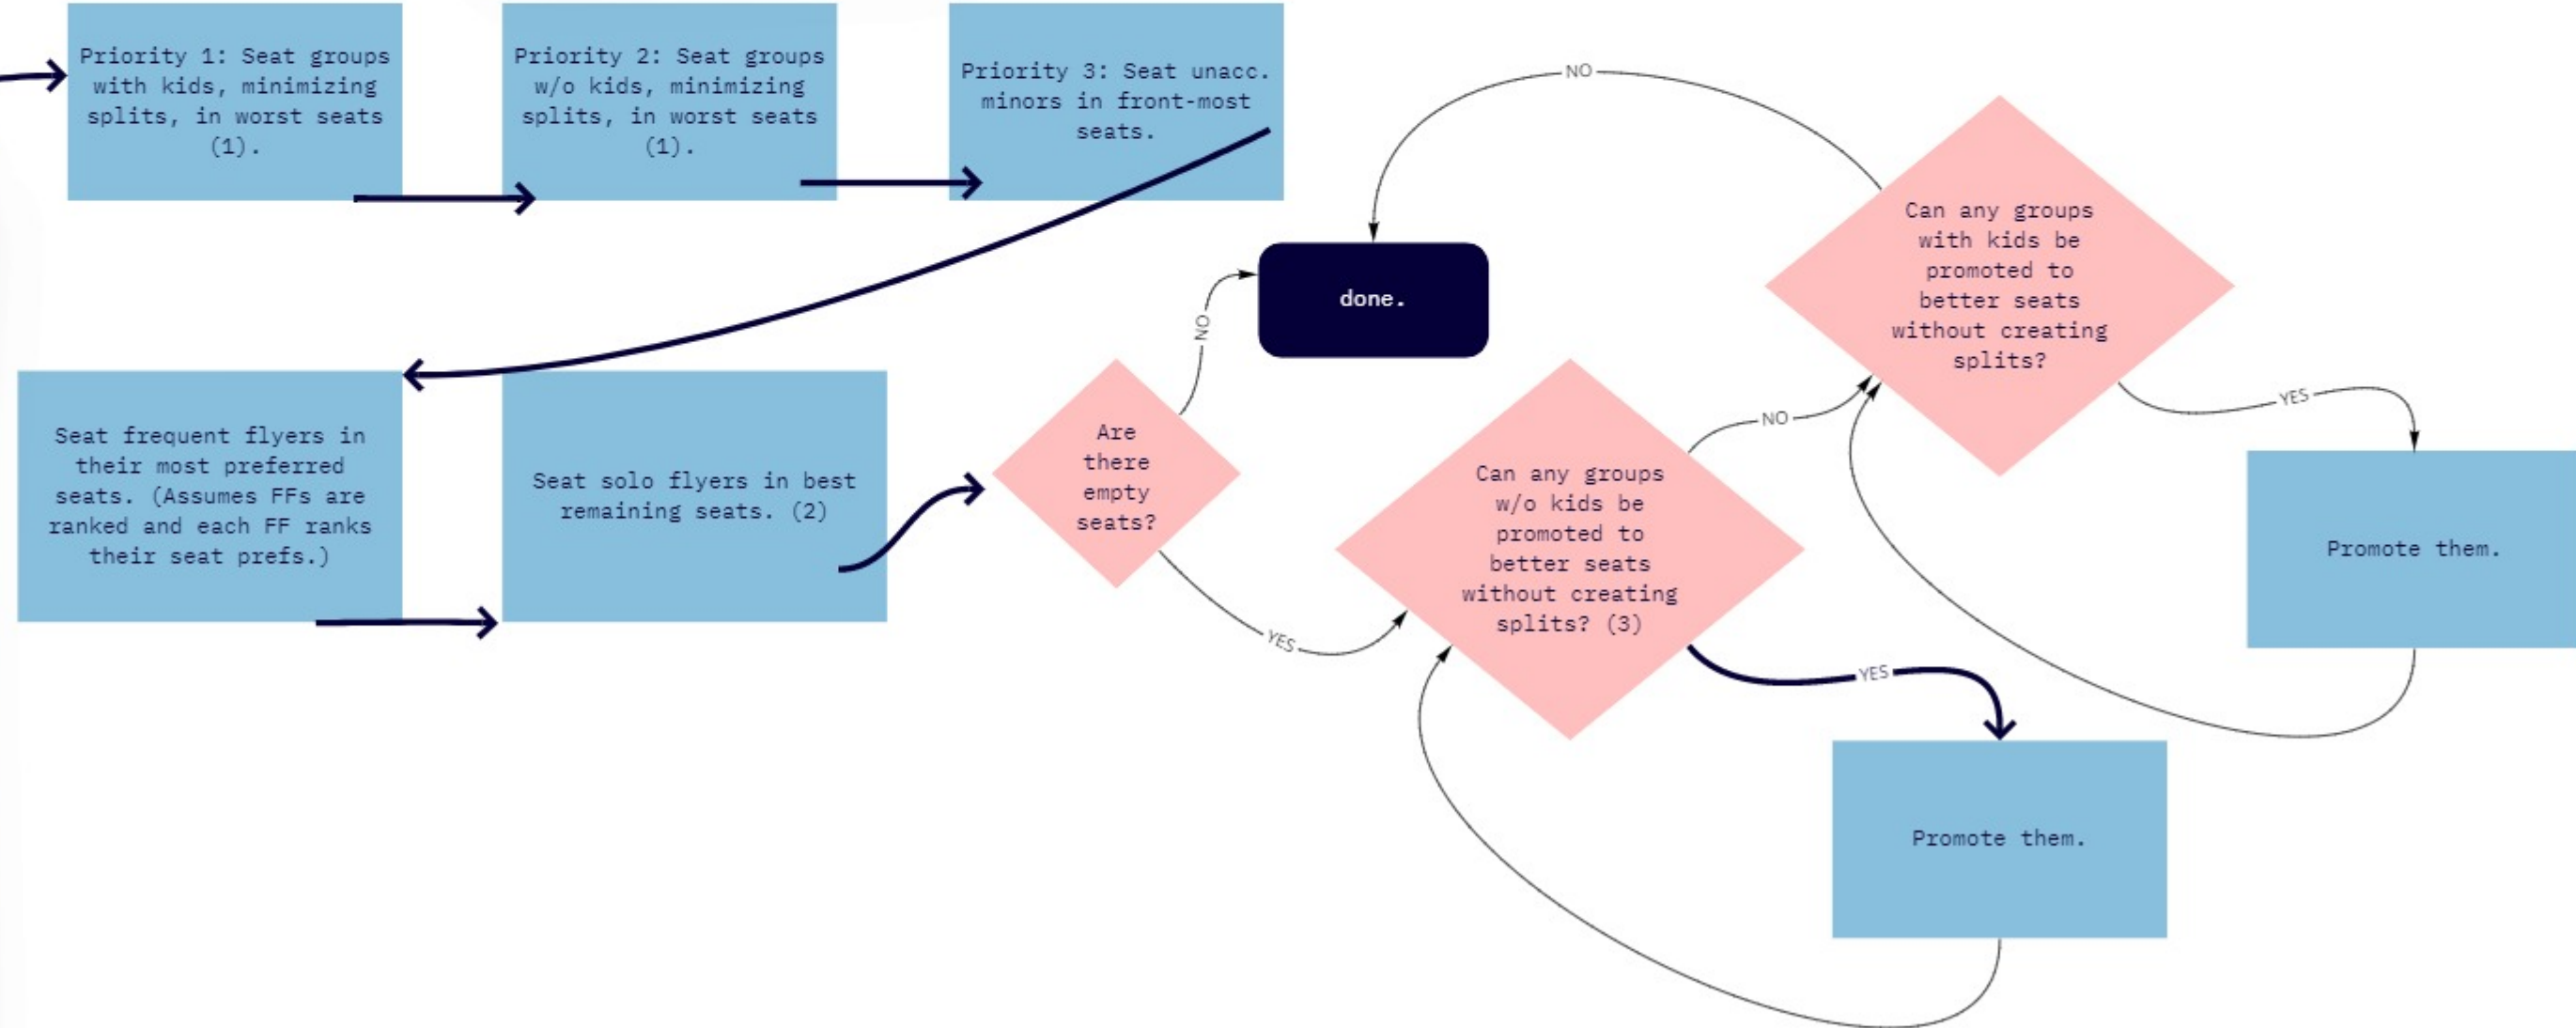 Priority 1: Seat groups
with kids, minimizing
splits, in worst seats
(1).
Priority 2: Seat groups
w/o kids, minimizing
splits, in worst seats
(1).
Priority 3: Seat unacc.
minors in front-most
seats.
Seat frequent flyers in
their most preferred
seats. (Assumes FFs are
ranked and each FF ranks
their seat prefs.)
Seat solo flyers in best
remaining seats. (2)
Are
there
empty
seats?
NO
YES
done.
Can any groups
w/o kids be
promoted to
better seats
without creating
splits? (3)
NO
YES
Promote them.
Can any groups
with kids be
promoted to
better seats
without creating
splits?
NO
YES
Promote them.